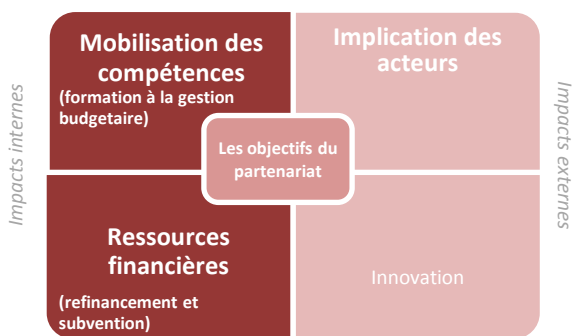 Impacts internes
Mobilisation des
compétences
(formation à la gestion
budgetaire)
Implication des
acteurs
Les objectifs du
partenariat
Ressources
financières
(refinancement et
subvention)
Innovation
Impacts externes